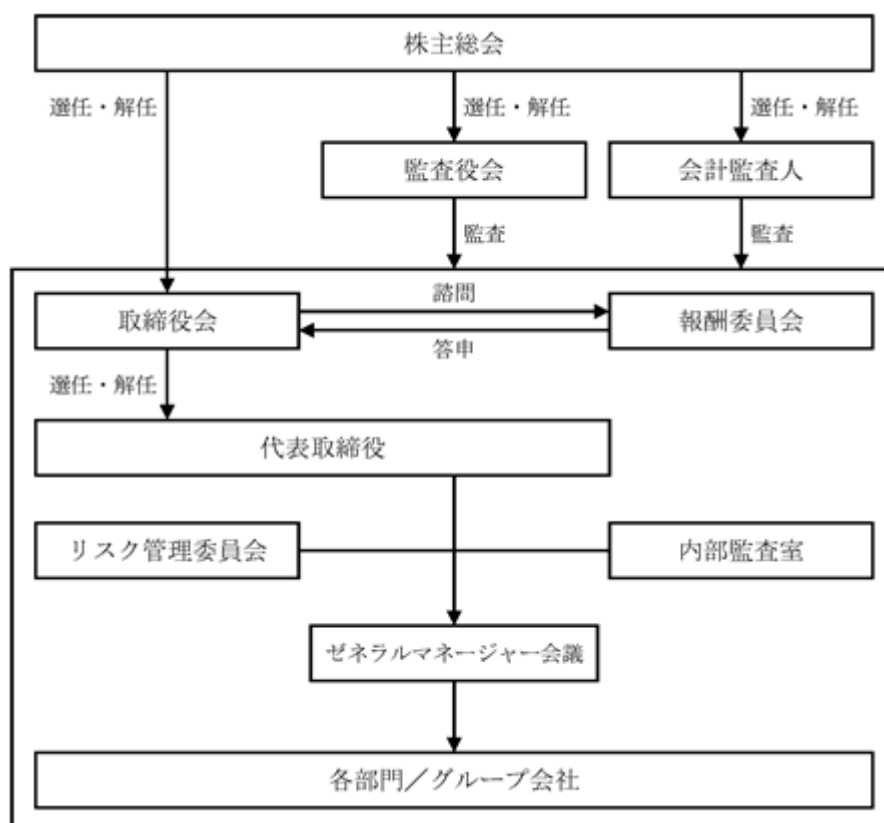 株主総会
選任・解任
選任・解任
選任・解任
監査役会
会計監査人
監査
監査
取締役会
諮問
答申
報酬委員会
選任・解任
代表取締役
リスク管理委員会
内部監査室
ゼネラルマネージャー会議
各部門／グループ会社